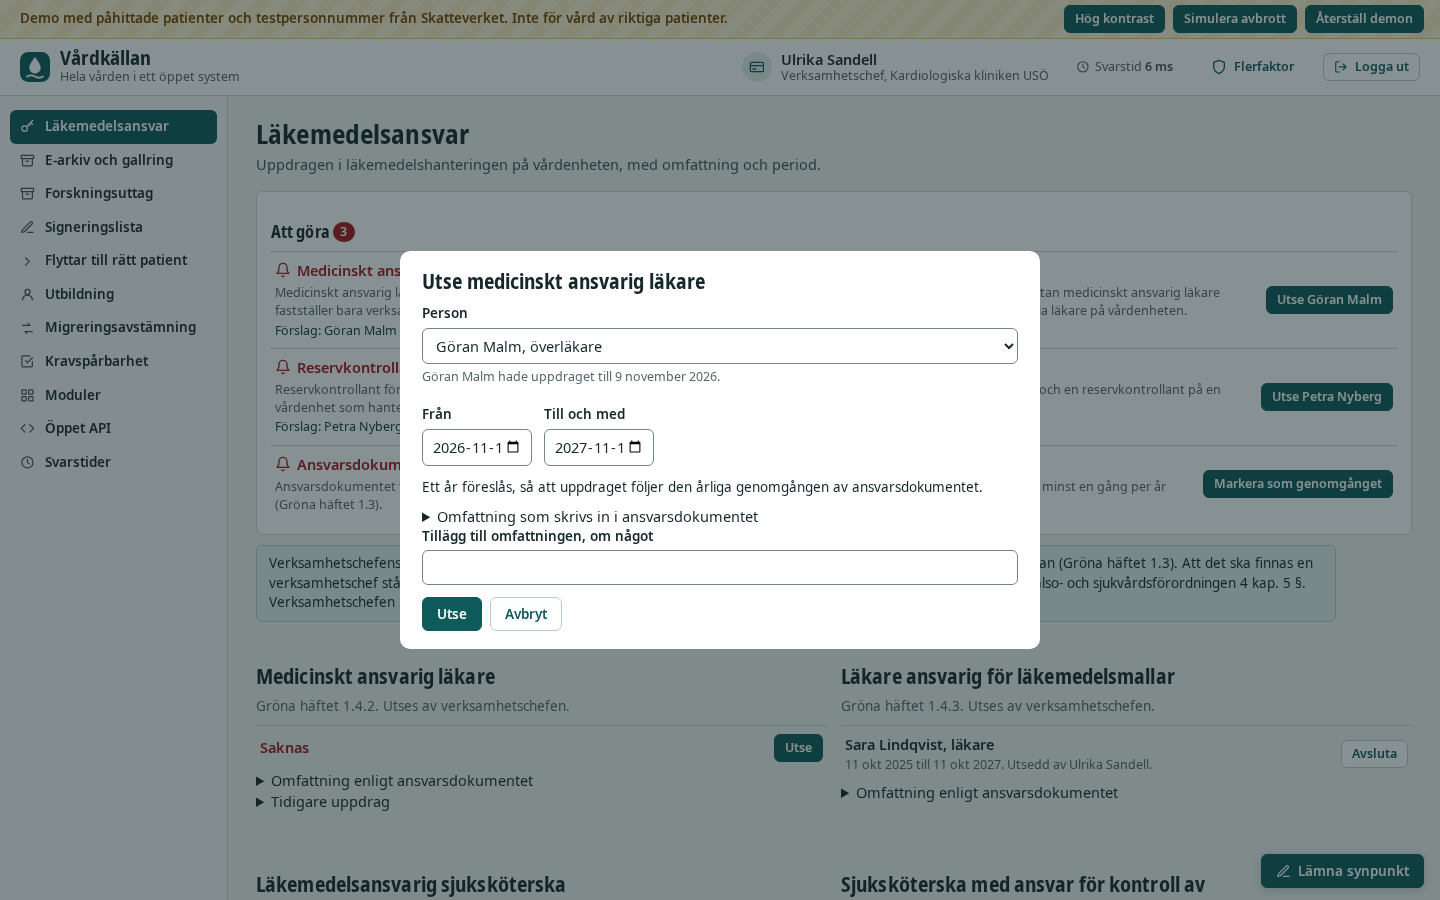 Demo med påhittade patienter och testpersonnummer från Skatteverket. Inte för vård av riktiga patienter.
Hög kontrast
Simulera avbrott
Återställ demon
Vårdkällan
Hela vården i ett öppet system
Ulrika Sandell
Verksamhetschef, Kardiologiska kliniken USÖ
Svarstid 6 ms
Flerfaktor
Logga ut
Läkemedelsansvar
E-arkiv och gallring
Forskningsuttag
Signeringslista
Flyttar till rätt patient
Utbildning
Migreringsavstämning
Kravspårbarhet
Moduler
Öppet API
Svarstider
Läkemedelsansvar
Uppdragen i läkemedelshanteringen på vårdenheten, med omfattning och period.
Att göra 3
Medicinskt ans
Medicinskt ansvarig l
tan medicinskt ansvarig läkare
fastställer bara verks
a läkare på vårdenheten.
Förslag: Göran Malm
Utse Göran Malm
Reservkontroll
Reservkontrollant för
och en reservkontrollant på en
vårdenhet som hante
Förslag: Petra Nyberg
Utse Petra Nyberg
Ansvarsdokum
Ansvarsdokumentet
minst en gång per år
(Gröna häftet 1.3).
Markera som genomgånget
Verksamhetschefens
an (Gröna häftet 1.3). Att det ska finnas en
verksamhetschef stå
älso- och sjukvårdsförordningen 4 kap. 5 §.
Verksamhetschefen
Utse medicinskt ansvarig läkare
Person
Göran Malm, överläkare
Göran Malm hade uppdraget till 9 november 2026.
Från
Till och med
2026-11-1
2027-11-1
Ett år föreslås, så att uppdraget följer den årliga genomgången av ansvarsdokumentet.
Omfattning som skrivs in i ansvarsdokumentet
Tillägg till omfattningen, om något
Utse
Avbryt
Medicinskt ansvarig läkare
Gröna häftet 1.4.2. Utses av verksamhetschefen.
Saknas
Utse
Omfattning enligt ansvarsdokumentet
Tidigare uppdrag
Läkare ansvarig för läkemedelsmallar
Gröna häftet 1.4.3. Utses av verksamhetschefen.
Sara Lindqvist, läkare
11 okt 2025 till 11 okt 2027. Utsedd av Ulrika Sandell.
Avsluta
Omfattning enligt ansvarsdokumentet
Läkemedelsansvarig sjuksköterska
Sjuksköterska med ansvar för kontroll av
Lämna synpunkt